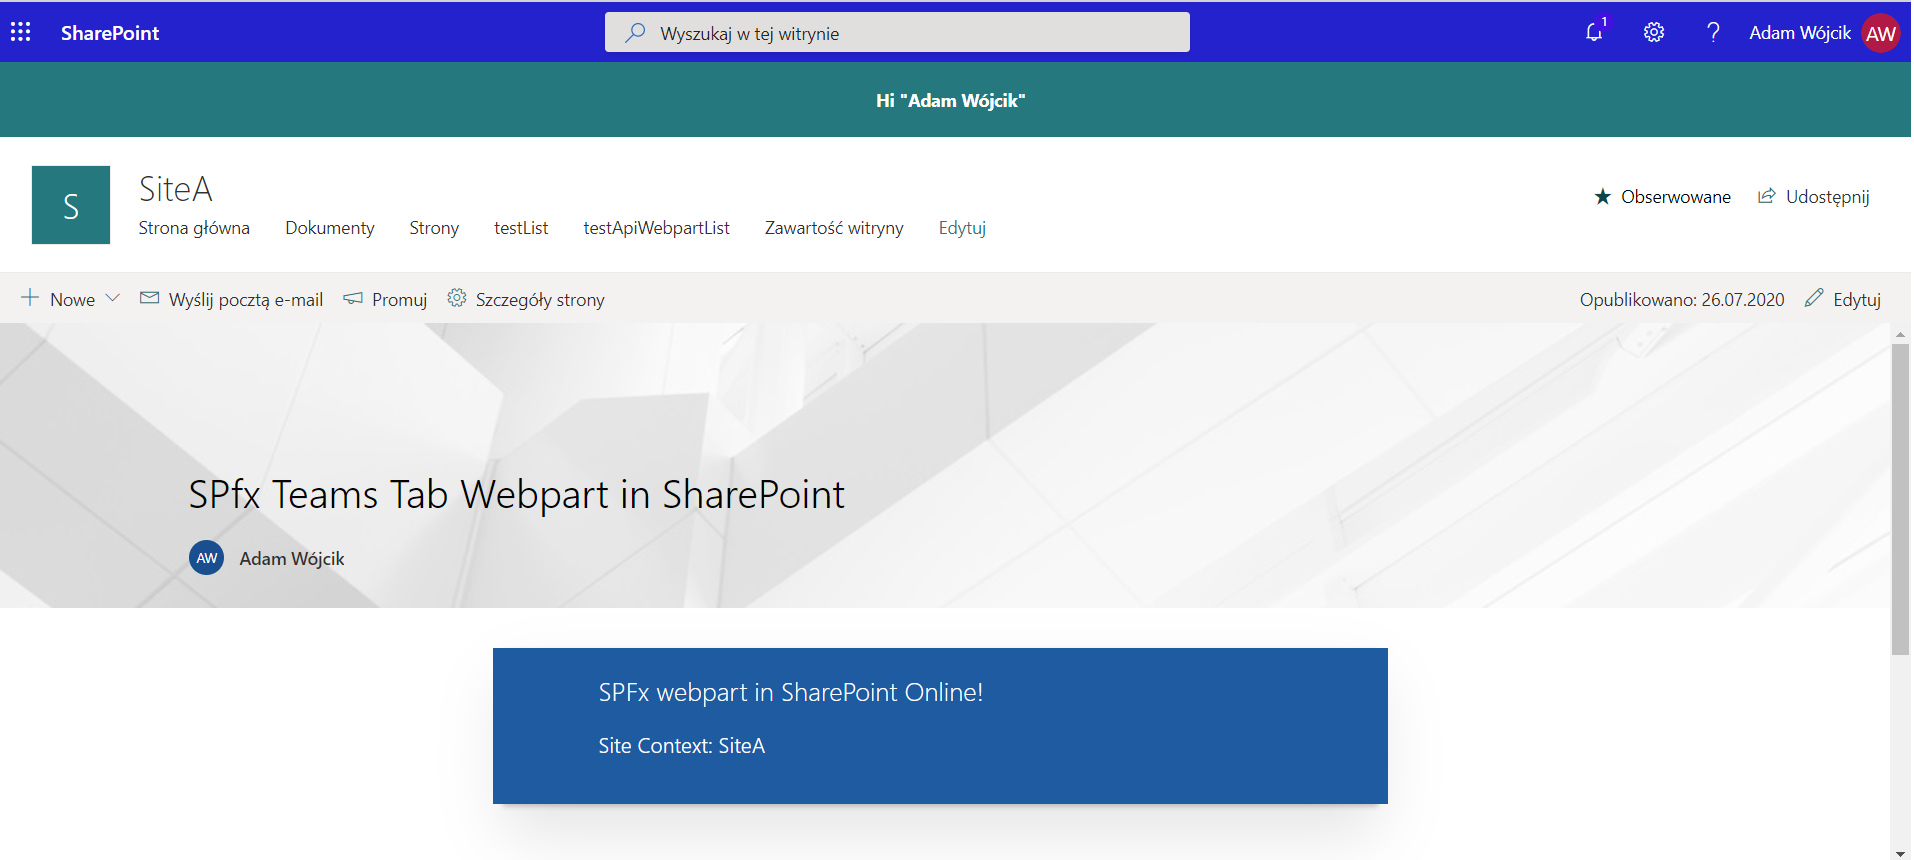 SharePoint
Wyszukaj w tej witrynie
1
Adam Wójcik
AW
Hi "Adam Wójcik"
S
SiteA
Strona główna Dokumenty Strony testList testApiWebpartList Zawartość witryny Edytuj
Obserwowane Udostępnij
Nowe Wyślij pocztą e-mail Promuj Szczegóły strony Opublikowano: 26.07.2020 Edytuj
SPfx Teams Tab Webpart in SharePoint
AW Adam Wójcik
SPFx webpart in SharePoint Online!
Site Context: SiteA